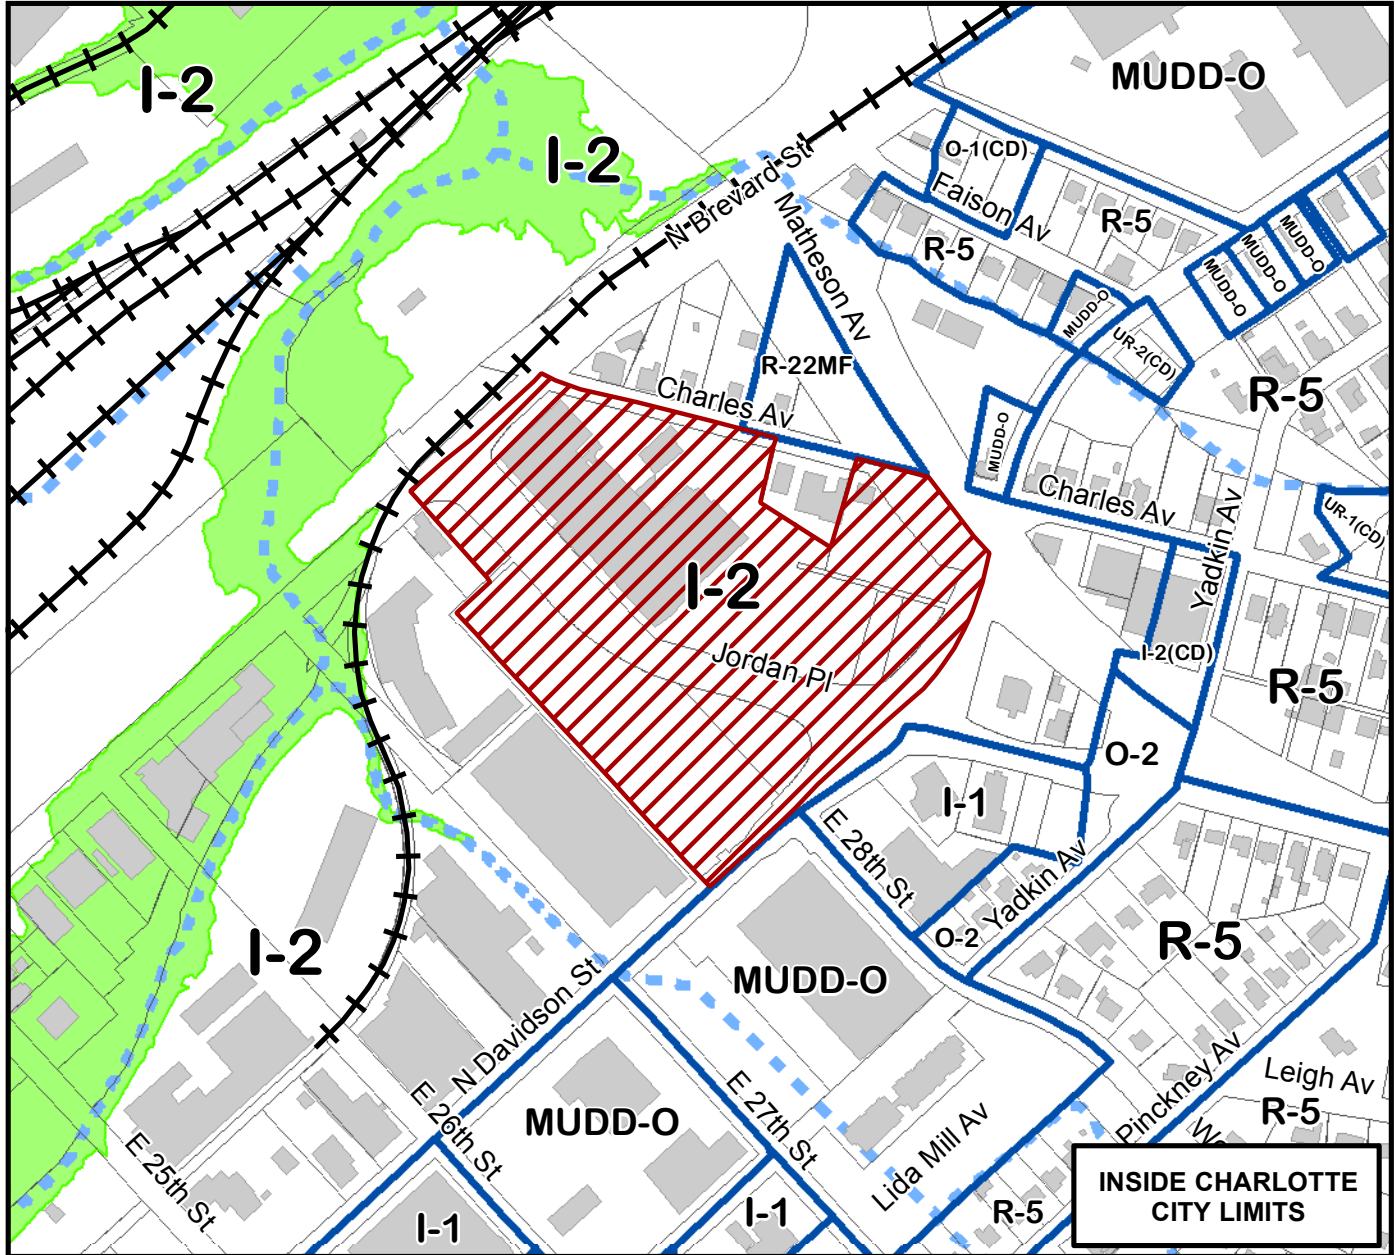 I-2
MUDD-O
I-2
O-1(CD)
N Brevard St
Faison Av
Matheson Av
R-5
R-5
MUDD-O
MUDD-O
MUDD-O
MUDD-O
UR-2(CD)
R-22MF
Charles Av
R-5
MUDD-O
Charles Av
Yadkin Av
UR-1(CD)
I-2
Jordan Pl
I-2(CD)
R-5
O-2
I-1
E 28th St
Yadkin Av
O-2
R-5
I-2
MUDD-O
N Davidson St
E 26th St
E 27th St
MUDD-O
Lida Mill Av
Pinckney Av
Leigh Av
R-5
E 25th St
I-1
I-1
R-5
INSIDE CHARLOTTE
CITY LIMITS